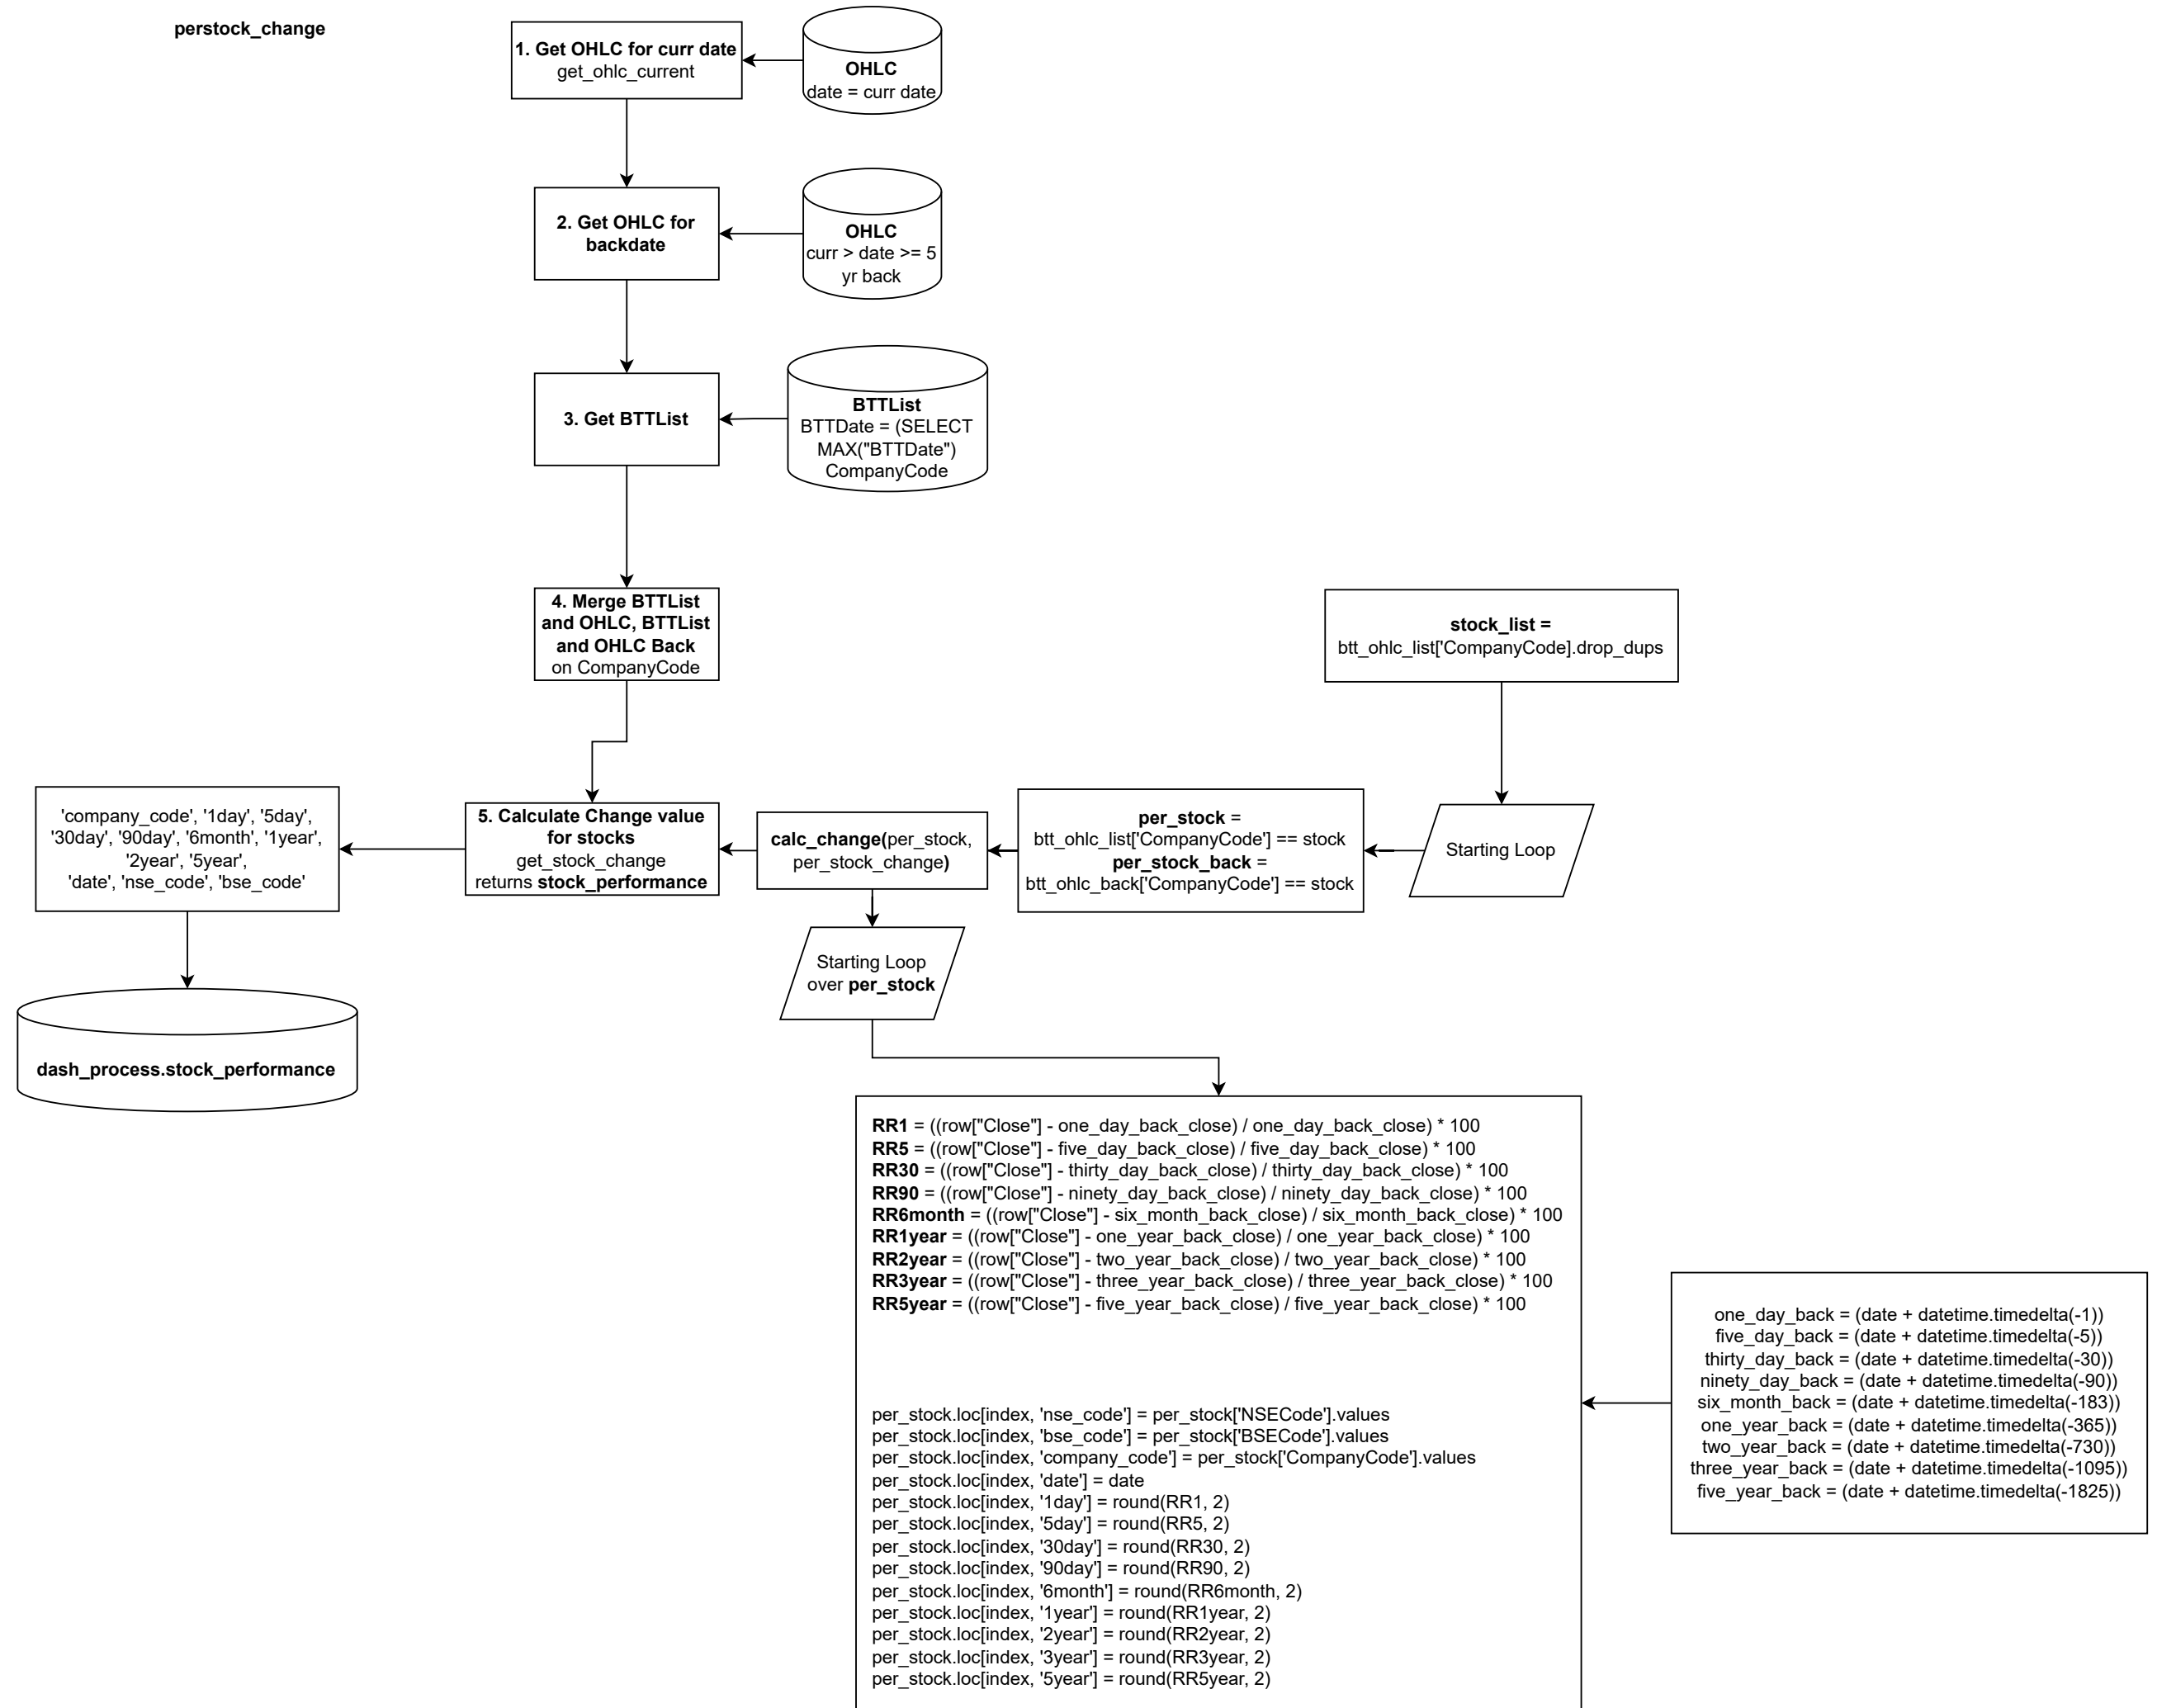 perstock_change
1. Get OHLC for curr date
get_ohlc_current
OHLC
date = curr date
2. Get OHLC for
backdate
OHLC
curr > date >= 5
yr back
3. Get BTTList
BTTList
BTTDate = (SELECT
MAX("BTTDate")
CompanyCode
4. Merge BTTList
and OHLC, BTTList
and OHLC Back
on CompanyCode
stock_list =
btt_ohlc_list['CompanyCode].drop_dups
Starting Loop
per_stock =
btt_ohlc_list['CompanyCode'] == stock
per_stock_back =
btt_ohlc_back['CompanyCode'] == stock
calc_change(per_stock,
per_stock_change)
5. Calculate Change value
for stocks
get_stock_change
returns stock_performance
'company_code', '1day', '5day',
'30day', '90day', '6month', '1year',
'2year', '5year',
'date', 'nse_code', 'bse_code'
dash_process.stock_performance
Starting Loop
over per_stock
RR1 = ((row["Close"] - one_day_back_close) / one_day_back_close) * 100
RR5 = ((row["Close"] - five_day_back_close) / five_day_back_close) * 100
RR30 = ((row["Close"] - thirty_day_back_close) / thirty_day_back_close) * 100
RR90 = ((row["Close"] - ninety_day_back_close) / ninety_day_back_close) * 100
RR6month = ((row["Close"] - six_month_back_close) / six_month_back_close) * 100
RR1year = ((row["Close"] - one_year_back_close) / one_year_back_close) * 100
RR2year = ((row["Close"] - two_year_back_close) / two_year_back_close) * 100
RR3year = ((row["Close"] - three_year_back_close) / three_year_back_close) * 100
RR5year = ((row["Close"] - five_year_back_close) / five_year_back_close) * 100
per_stock.loc[index, 'nse_code'] = per_stock['NSECode'].values
per_stock.loc[index, 'bse_code'] = per_stock['BSECode'].values
per_stock.loc[index, 'company_code'] = per_stock['CompanyCode'].values
per_stock.loc[index, 'date'] = date
per_stock.loc[index, '1day'] = round(RR1, 2)
per_stock.loc[index, '5day'] = round(RR5, 2)
per_stock.loc[index, '30day'] = round(RR30, 2)
per_stock.loc[index, '90day'] = round(RR90, 2)
per_stock.loc[index, '6month'] = round(RR6month, 2)
per_stock.loc[index, '1year'] = round(RR1year, 2)
per_stock.loc[index, '2year'] = round(RR2year, 2)
per_stock.loc[index, '3year'] = round(RR3year, 2)
per_stock.loc[index, '5year'] = round(RR5year, 2)
one_day_back = (date + datetime.timedelta(-1))
five_day_back = (date + datetime.timedelta(-5))
thirty_day_back = (date + datetime.timedelta(-30))
ninety_day_back = (date + datetime.timedelta(-90))
six_month_back = (date + datetime.timedelta(-183))
one_year_back = (date + datetime.timedelta(-365))
two_year_back = (date + datetime.timedelta(-730))
three_year_back = (date + datetime.timedelta(-1095))
five_year_back = (date + datetime.timedelta(-1825))